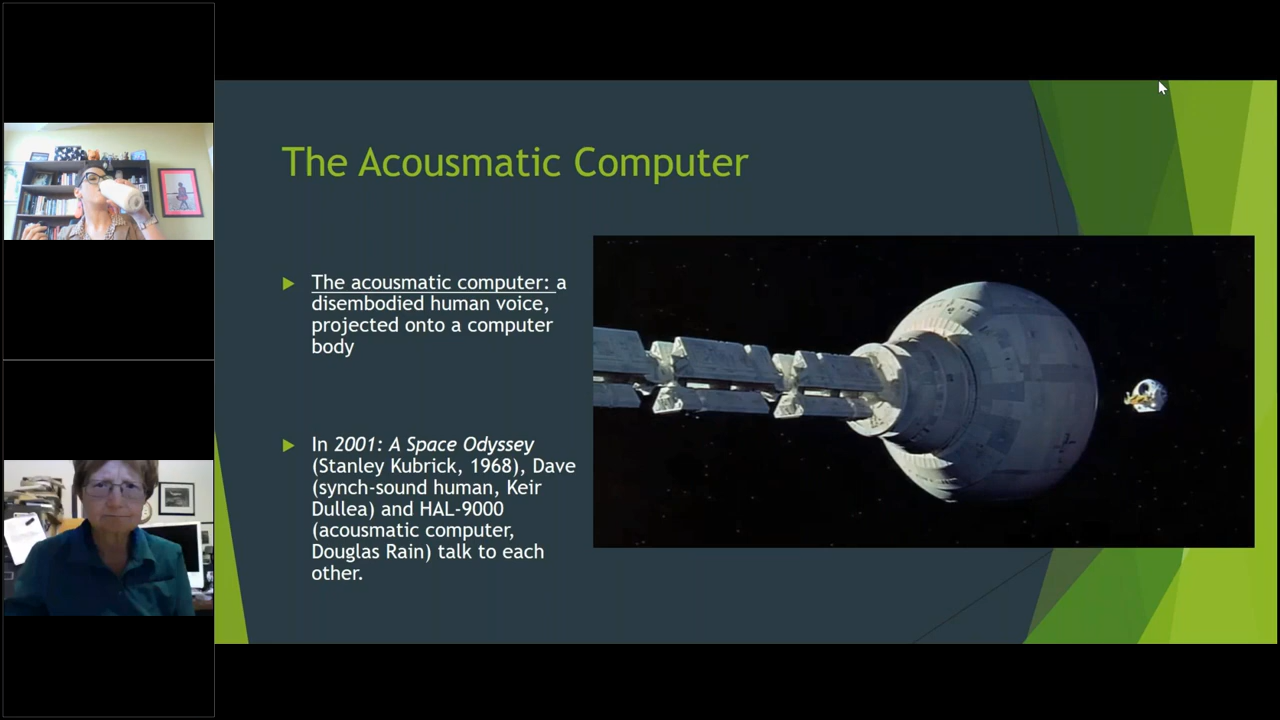 The Acousmatic Computer
The acousmatic computer: a
disembodied human voice,
projected onto a computer
body
In 2001: A Space Odyssey
(Stanley Kubrick, 1968), Dave
(synch-sound human, Keir
Dullea) and HAL-9000
(acousmatic computer,
Douglas Rain) talk to each
other.